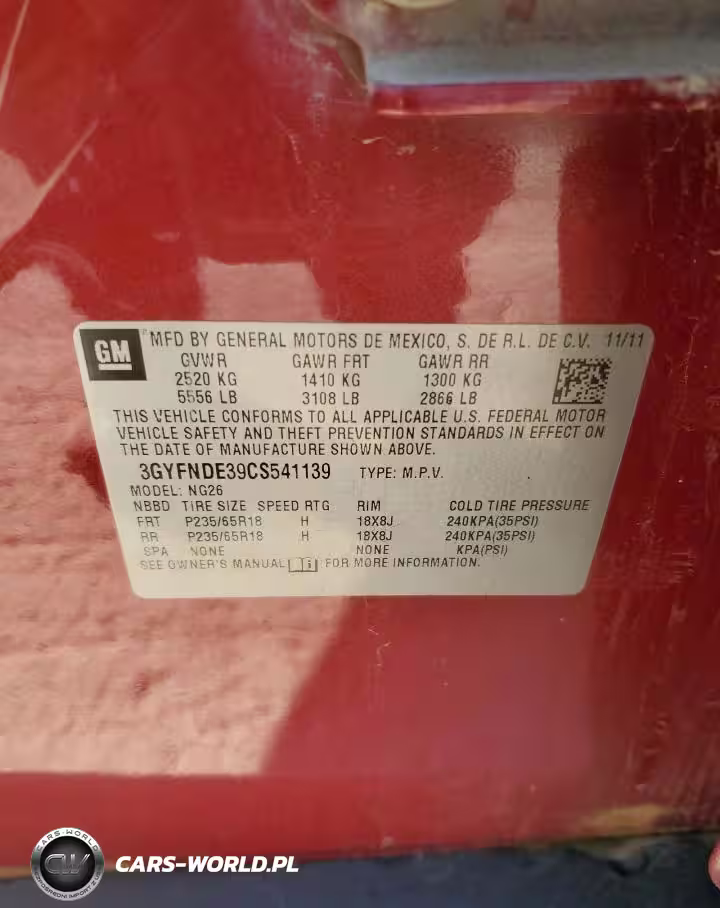 GM
MFD BY GENERAL MOTORS DE MEXICO, S. DE R.L. DE C.V. 11/11
GVWR GAWR FRT GAWR RR
2520 KG 1410 KG 1300 KG
5556 LB 3108 LB 2866 LB
THIS VEHICLE CONFORMS TO ALL APPLICABLE U.S. FEDERAL MOTOR
VEHICLE SAFETY AND THEFT PREVENTION STANDARDS IN EFFECT ON
THE DATE OF MANUFACTURE SHOWN ABOVE.
3GYFNDE39CS541139 TYPE: M.P.V.
MODEL: NG26
NBBD TIRE SIZE SPEED RTG RIM COLD TIRE PRESSURE
FRT P235/65R18 H 18X8J 240KPA(35PSI)
RR P235/65R18 H 18X8J 240KPA(35PSI)
SPA NONE NONE KPA(PSI)
SEE OWNER'S MANUAL i FOR MORE INFORMATION.
CARS-WORLD
CW
CARS-WORLD.PL